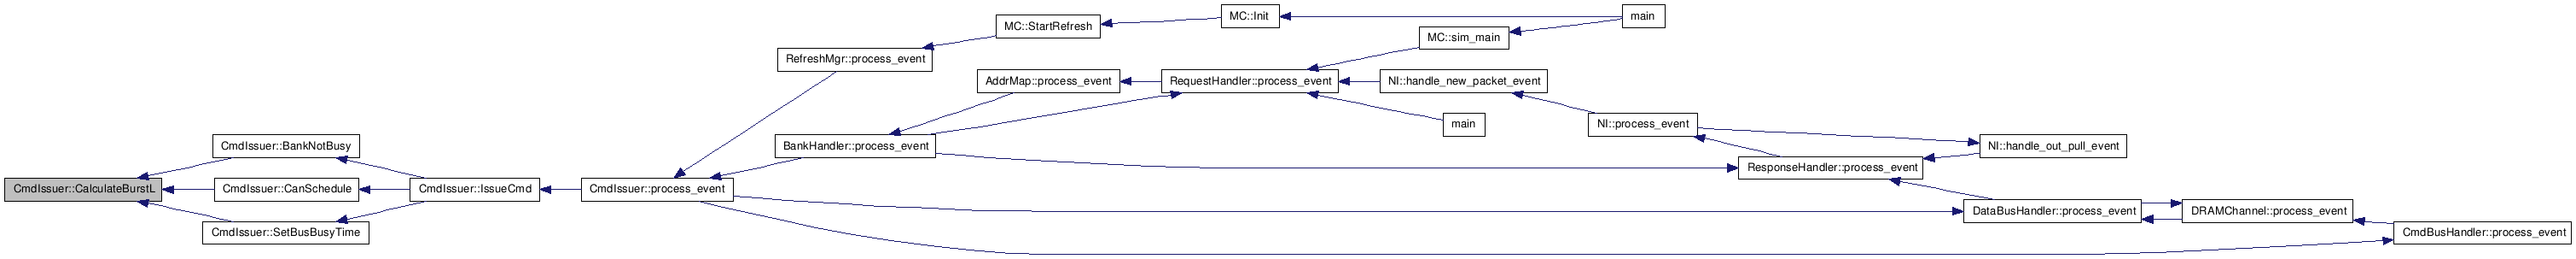 MC::Init
main
MC::StartRefresh
MC::sim_main
RefreshMgr::process_event
AddrMap::process_event
RequestHandler::process_event
NI::handle_new_packet_event
main
NI::process_event
CmdIssuer::BankNotBusy
BankHandler::process_event
NI::handle_out_pull_event
ResponseHandler::process_event
CmdIssuer::CalculateBurstL
CmdIssuer::CanSchedule
CmdIssuer::IssueCmd
CmdIssuer::process_event
DataBusHandler::process_event
DRAMChannel::process_event
CmdIssuer::SetBusBusyTime
CmdBusHandler::process_event